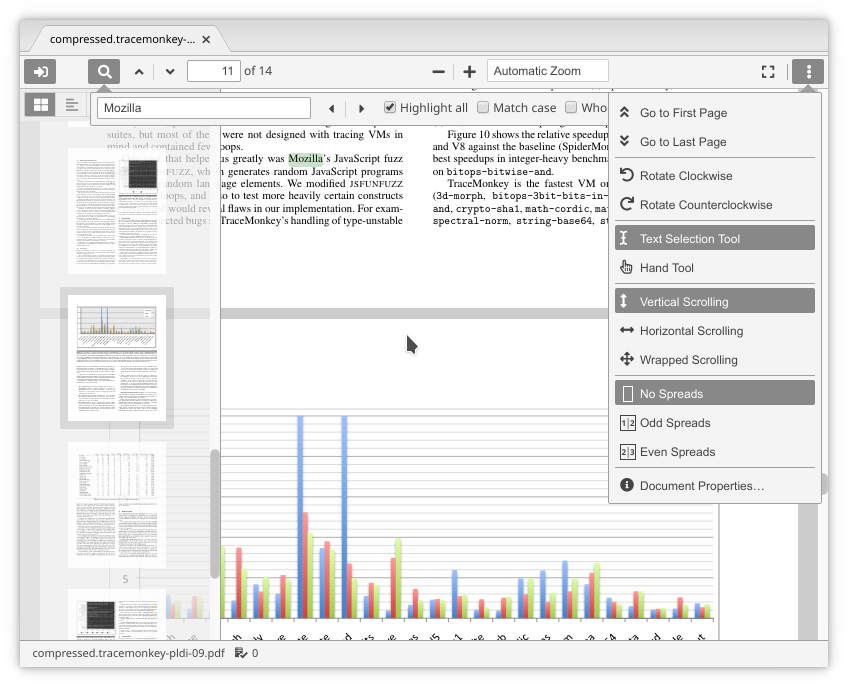 compressed.tracemonkey-...
11 of 14
Automatic Zoom
Mozilla
Highlight all
Match case
Who
suites, but most of the were not designed with tracing VMs in
mind and contained few oops.
that helpe us greatly was Mozilla's JavaScript fuzz
FUZZ, wh generates random JavaScript programs
andom lan age elements. We modified JSFUNFUZZ
ops, and so to test more heavily certain constructs
would rev l flaws in our implementation. For exam-
cted bugs TraceMonkey's handling of type-unstable
Figure 10 shows the relative speedup
and V8 against the baseline (SpiderMon
best speedups in integer-heavy benchma
on bitops-bitwise-and.
TraceMonkey is the fastest VM on
(3d-morph, bitops-3bit-bits-in-
and, crypto-sha1, math-cordic, ma
spectral-norm, string-base64, st
Go to First Page
Go to Last Page
Rotate Clockwise
Rotate Counterclockwise
Text Selection Tool
Hand Tool
Vertical Scrolling
Horizontal Scrolling
Wrapped Scrolling
No Spreads
1 2 Odd Spreads
2 3 Even Spreads
Document Properties…
5
compressed.tracemonkey-pldi-09.pdf
0